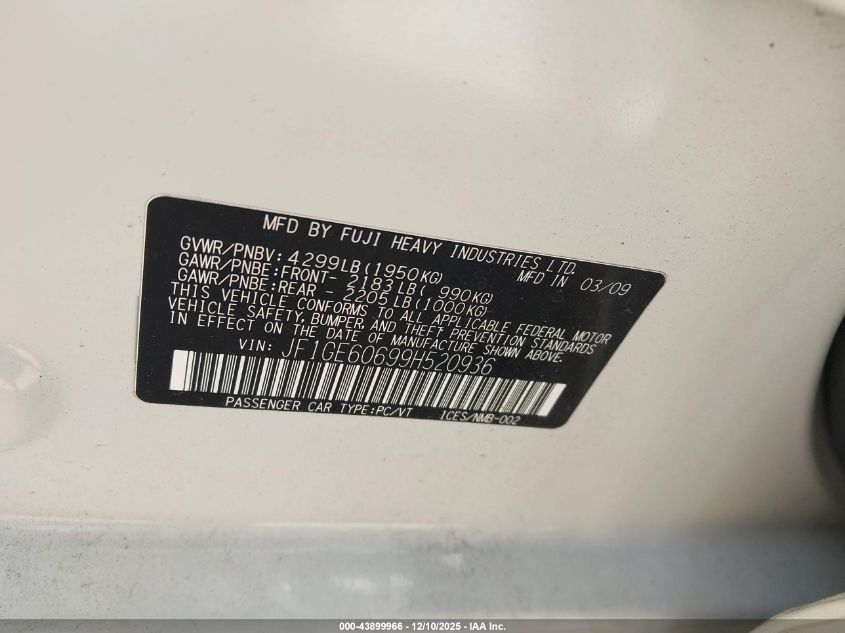 MFD BY FUJI HEAVY INDUSTRIES LTD.
GVWR/PNBV: 4299LB(1950KG) MFD IN 03/09
GAWR/PNBE:FRONT- 2183LB( 990KG)
GAWR/PNBE:REAR - 2205LB(1000KG)
THIS VEHICLE CONFORMS TO ALL APPLICABLE FEDERAL MOTOR
VEHICLE SAFETY, BUMPER, AND THEFT PREVENTION STANDARDS
IN EFFECT ON THE DATE OF MANUFACTURE SHOWN ABOVE.
VIN: JF1GE60699H520936
PASSENGER CAR TYPE:PC/VT ICES/NMB-002
000-43899966 - 12/10/2025 - IAA Inc.